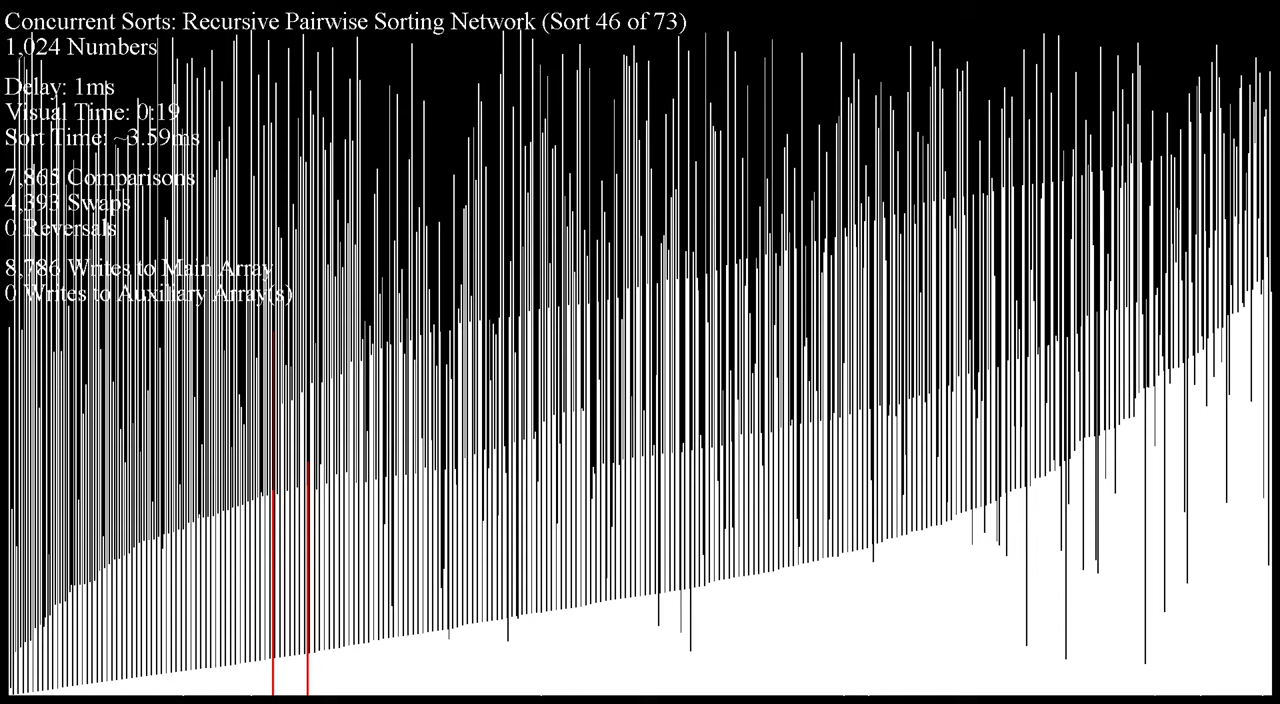 Concurrent Sorts: Recursive Pairwise Sorting Network (Sort 46 of 73)
1,024 Numbers
Delay: 1ms
Visual Time: 0:19
Sort Time: ~3.59ms
7,865 Comparisons
4,393 Swaps
0 Reversals
8,786 Writes to Main Array
0 Writes to Auxiliary Array(s)